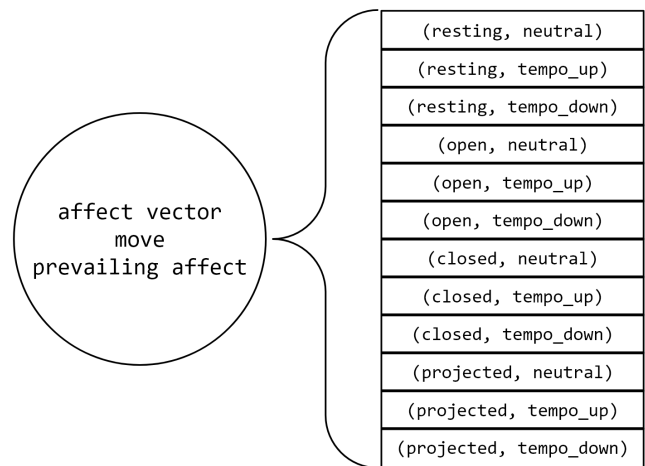 affect vector
move
prevailing affect
(resting, neutral)
(resting, tempo_up)
(resting, tempo_down)
(open, neutral)
(open, tempo_up)
(open, tempo_down)
(closed, neutral)
(closed, tempo_up)
(closed, tempo_down)
(projected, neutral)
(projected, tempo_up)
(projected, tempo_down)